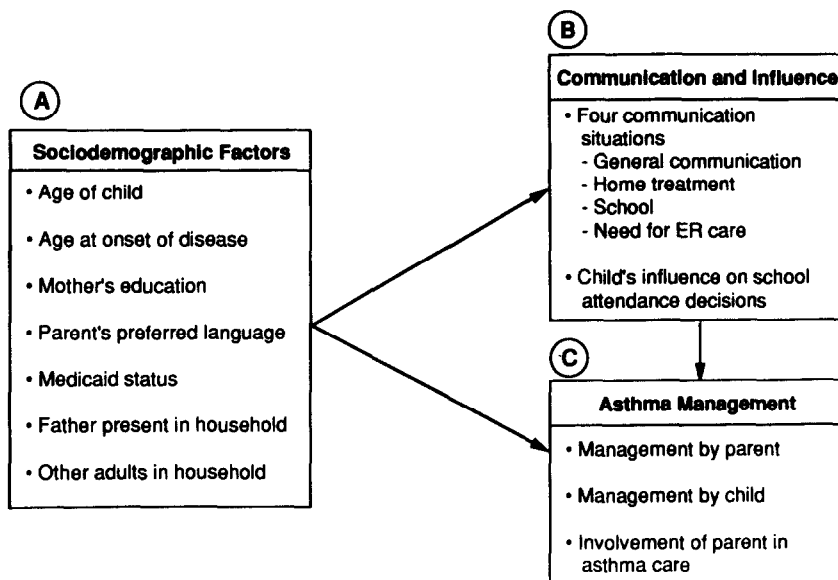 A
Sociodemographic Factors
• Age of child
• Age at onset of disease
• Mother's education
• Parent's preferred language
• Medicaid status
• Father present in household
• Other adults in household
B
Communication and Influence
• Four communication
situations
- General communication
- Home treatment
- School
- Need for ER care
• Child's influence on school
attendance decisions
C
Asthma Management
• Management by parent
• Management by child
• Involvement of parent in
asthma care